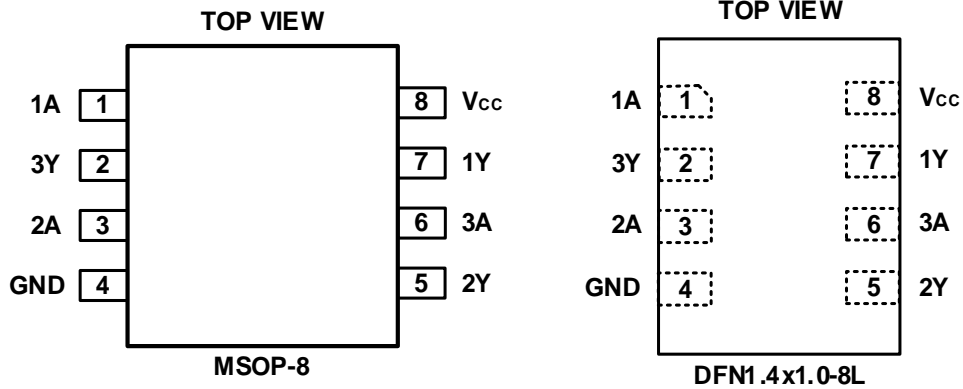 TOP VIEW
1A 1 8 Vcc
3Y 2 7 1Y
2A 3 6 3A
GND 4 5 2Y
MSOP-8
TOP VIEW
1A 1 8 Vcc
3Y 2 7 1Y
2A 3 6 3A
GND 4 5 2Y
DFN1.4x1.0-8L